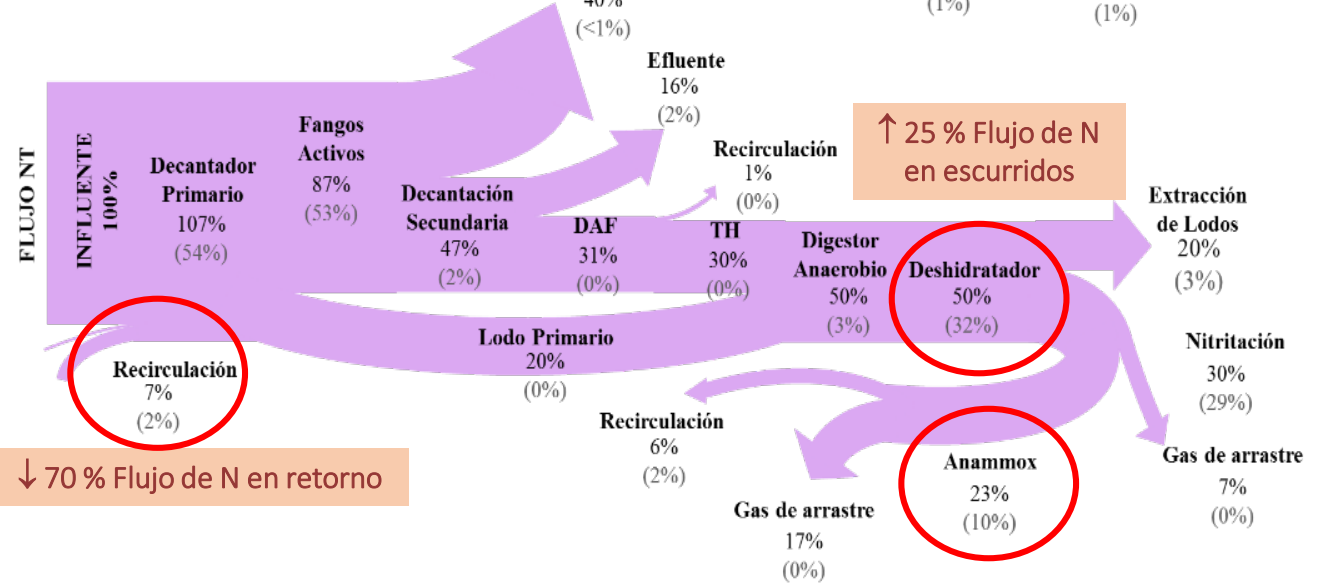 40%
(<1%)
(1%)
(1%)
FLUJO NT
INFLUENTE
100%
Decantador
Primario
107%
(54%)
Fangos
Activos
87%
(53%)
Decantación
Secundaria
47%
(2%)
Efluente
16%
(2%)
DAF
31%
(0%)
Recirculación
1%
(0%)
TH
30%
(0%)
↑ 25 % Flujo de N
en escurridos
Digestor
Anaerobio
50%
(3%)
Deshidratador
50%
(32%)
Extracción
de Lodos
20%
(3%)
Lodo Primario
20%
(0%)
Recirculación
7%
(2%)
↓ 70 % Flujo de N en retorno
Recirculación
6%
(2%)
Gas de arrastre
17%
(0%)
Anammox
23%
(10%)
Nitritación
30%
(29%)
Gas de arrastre
7%
(0%)